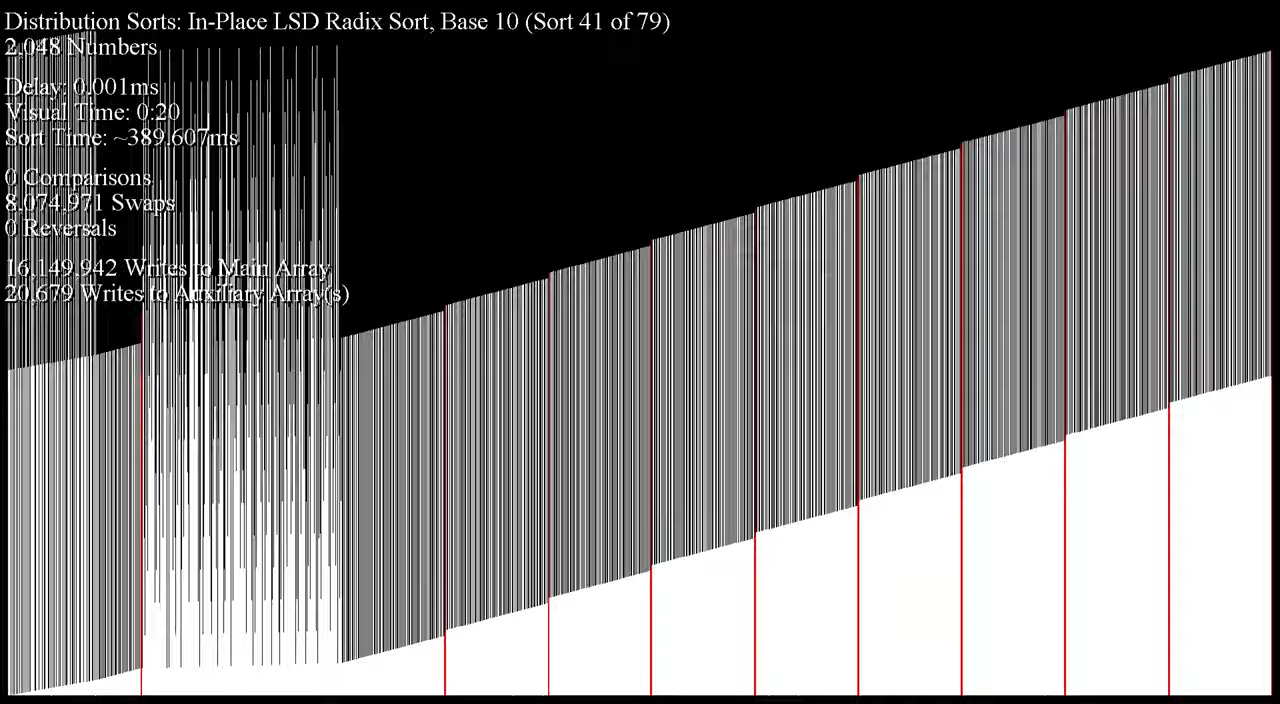 Distribution Sorts: In-Place LSD Radix Sort, Base 10 (Sort 41 of 79)
2,048 Numbers
Delay: 0.001ms
Visual Time: 0:20
Sort Time: ~389.607ms
0 Comparisons
8,074,971 Swaps
0 Reversals
16,149,942 Writes to Main Array
20,679 Writes to Auxiliary Array(s)